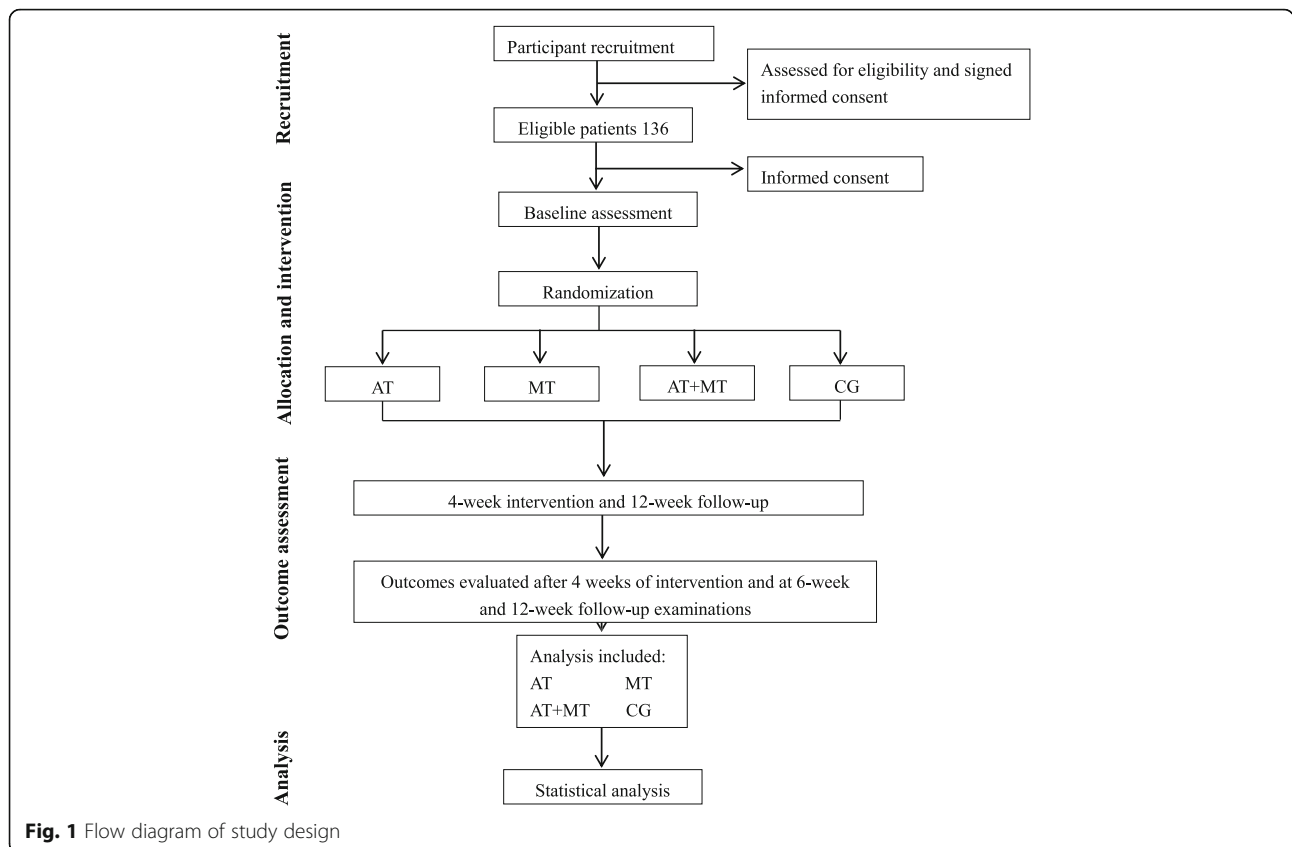 Recruitment
Participant recruitment
Assessed for eligibility and signed
informed consent
Eligible patients 136
Informed consent
Allocation and intervention
Baseline assessment
Randomization
AT
MT
AT+MT
CG
Outcome assessment
4-week intervention and 12-week follow-up
Outcomes evaluated after 4 weeks of intervention and at 6-week
and 12-week follow-up examinations
Analysis included:
AT MT
AT+MT CG
Analysis
Statistical analysis
Fig. 1 Flow diagram of study design